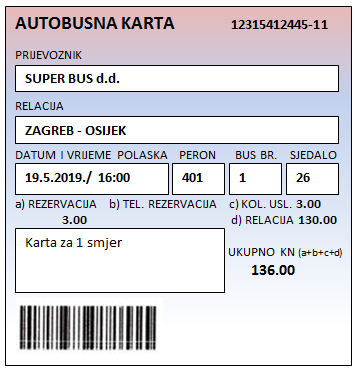 AUTOBUSNA KARTA 12315412445-11
PRIJEVOZNIK
SUPER BUS d.d.
RELACIJA
ZAGREB - OSIJEK
DATUM I VRIJEME POLASKA PERON BUS BR. SJEDALO
19.5.2019./ 16:00 401 1 26
a) REZERVACIJA b) TEL. REZERVACIJA c) KOL. USL. 3.00
3.00 d) RELACIJA 130.00
Karta za 1 smjer
UKUPNO KN (a+b+c+d)
136.00